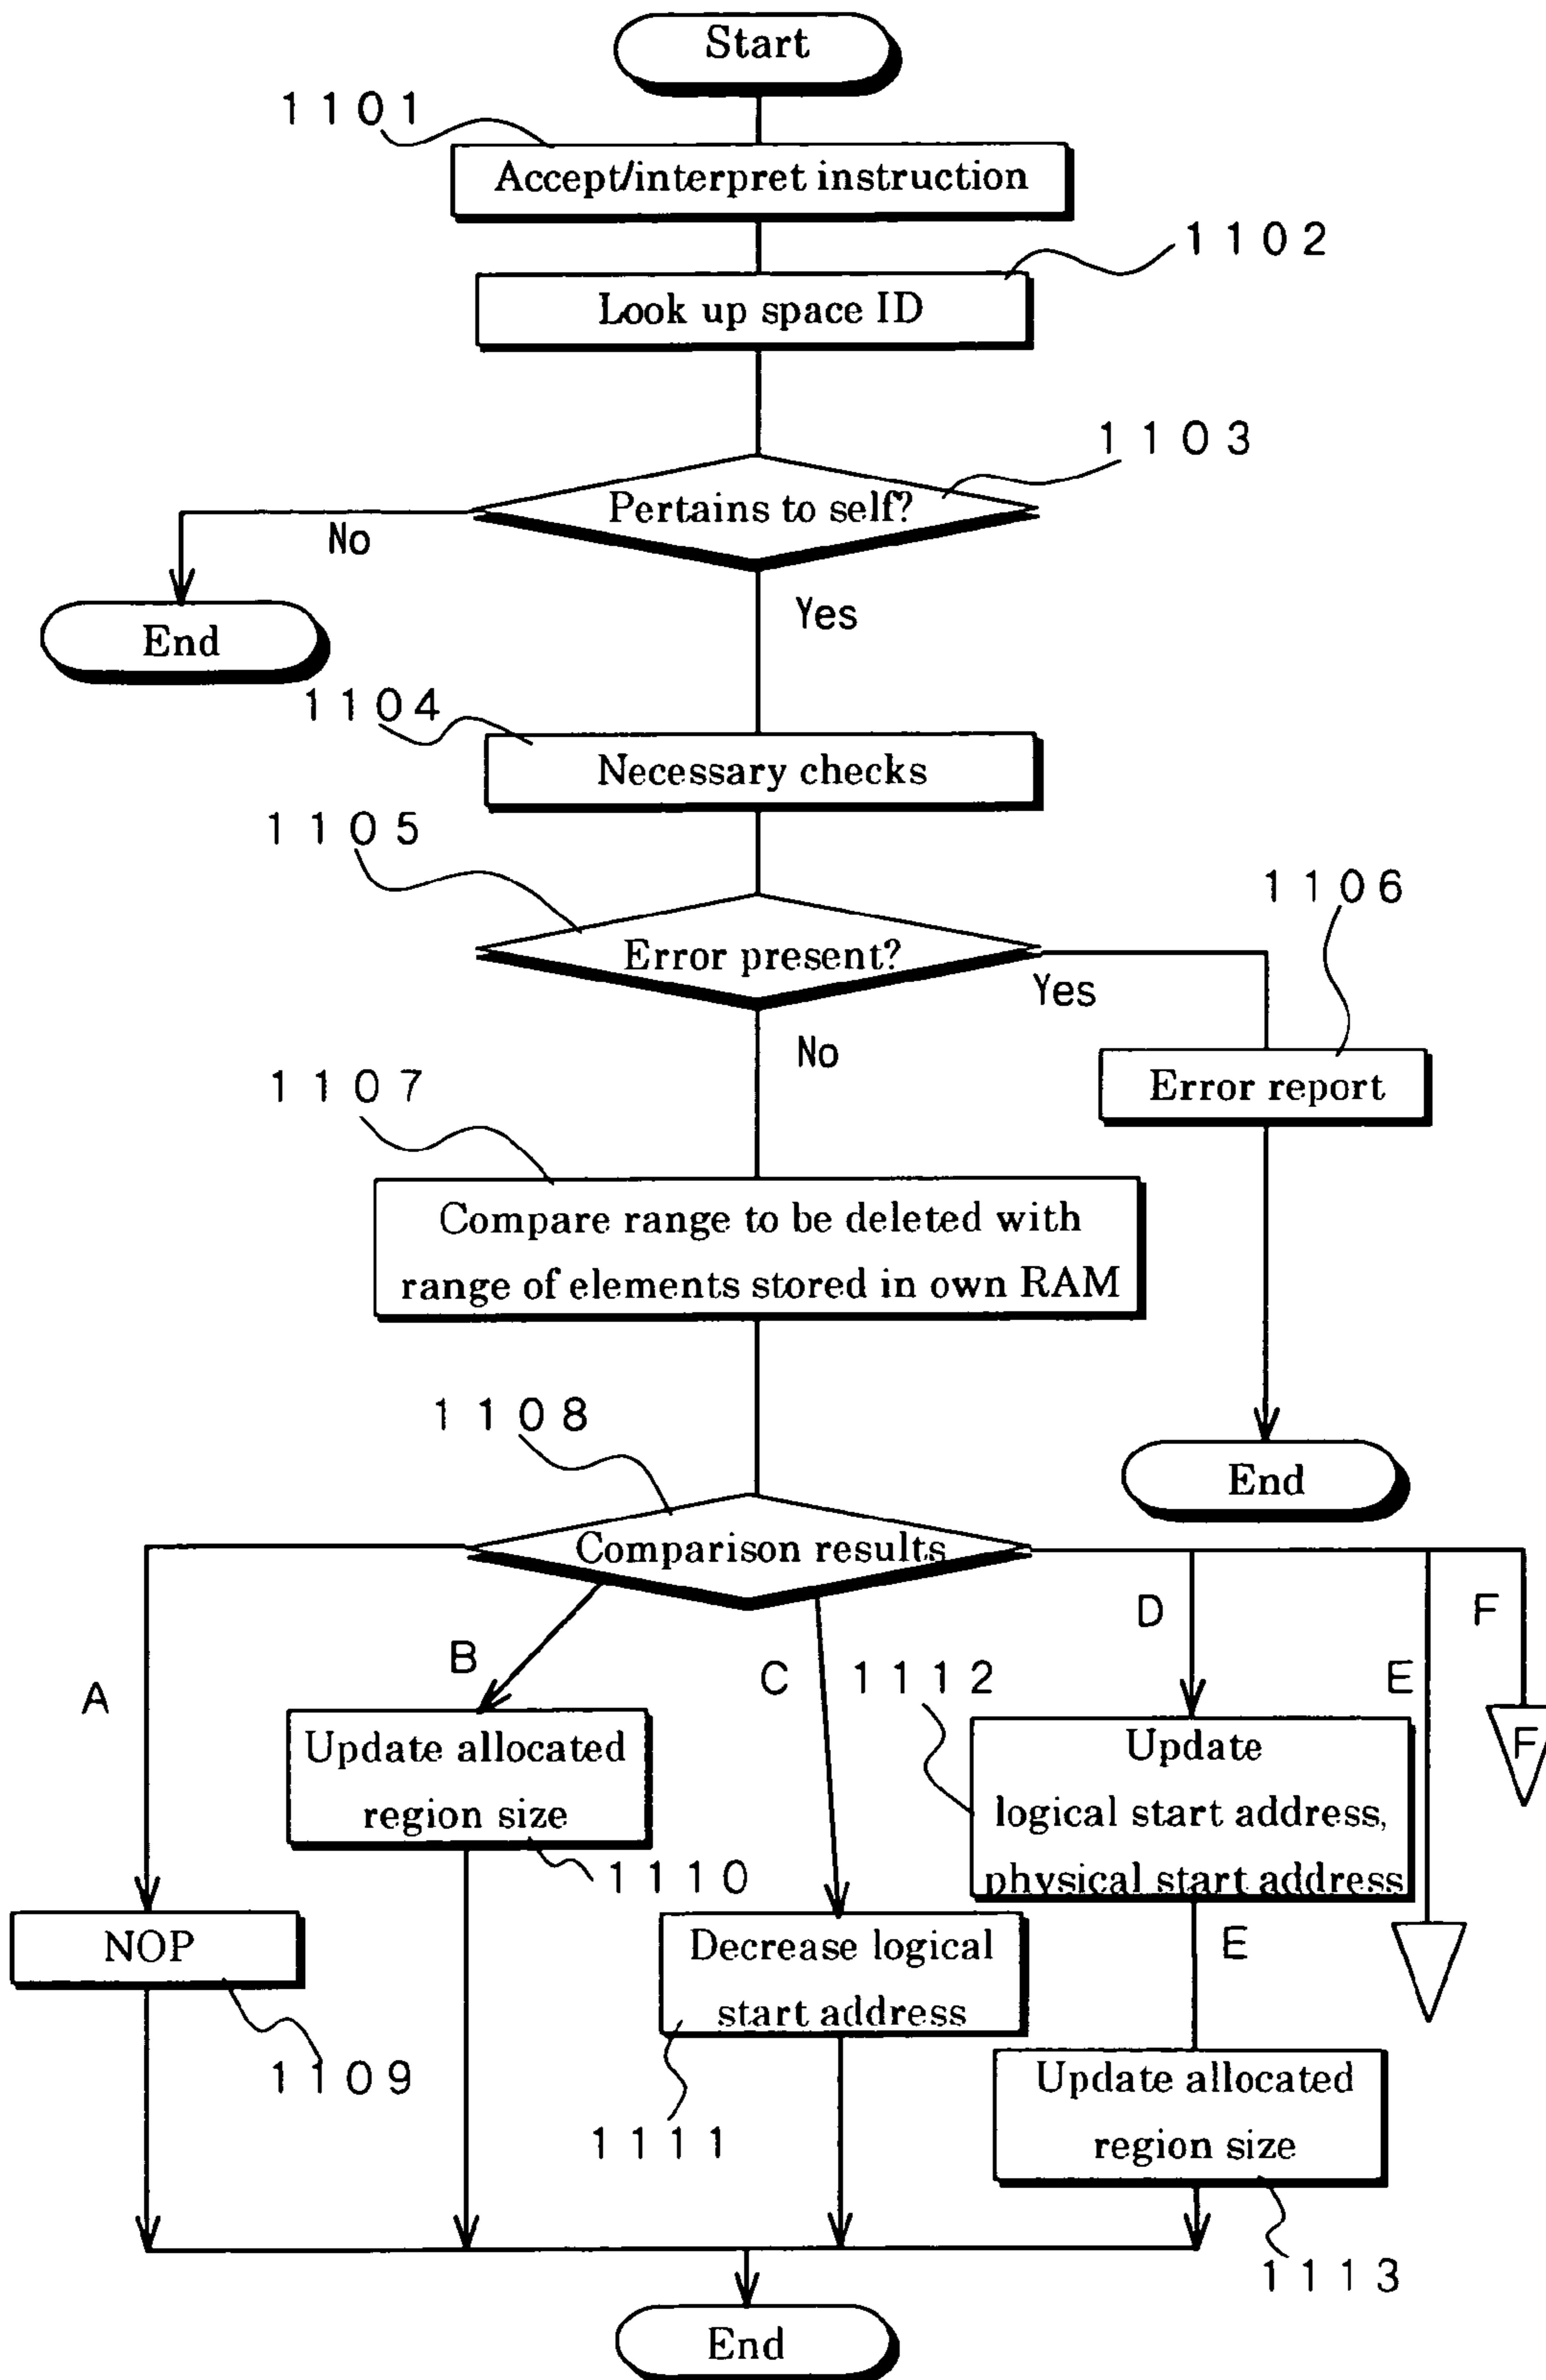 Start
1101
Accept/interpret instruction
1102
Look up space ID
1103
Pertains to self?
No
End
Yes
1104
Necessary checks
1105
1106
Error present?
Yes
No
Error report
1107
Compare range to be deleted with
range of elements stored in own RAM
1108
End
Comparison results
A
B
C
D
E
F
1112
Update allocated
region size
1110
Update
logical start address,
physical start address
F
NOP
1109
Decrease logical
start address
1111
E
Update allocated
region size
1113
End